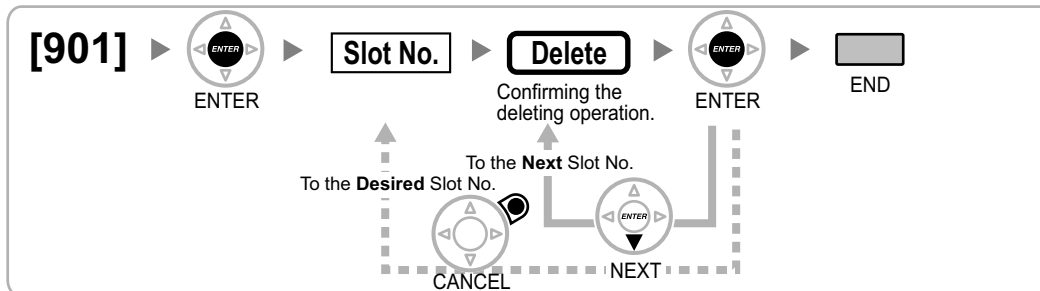 [901] ENTER Slot No. Delete ENTER
ENTER
Confirming the
deleting operation.
ENTER
END
To the Next Slot No.
To the Desired Slot No.
ENTER
CANCEL
NEXT